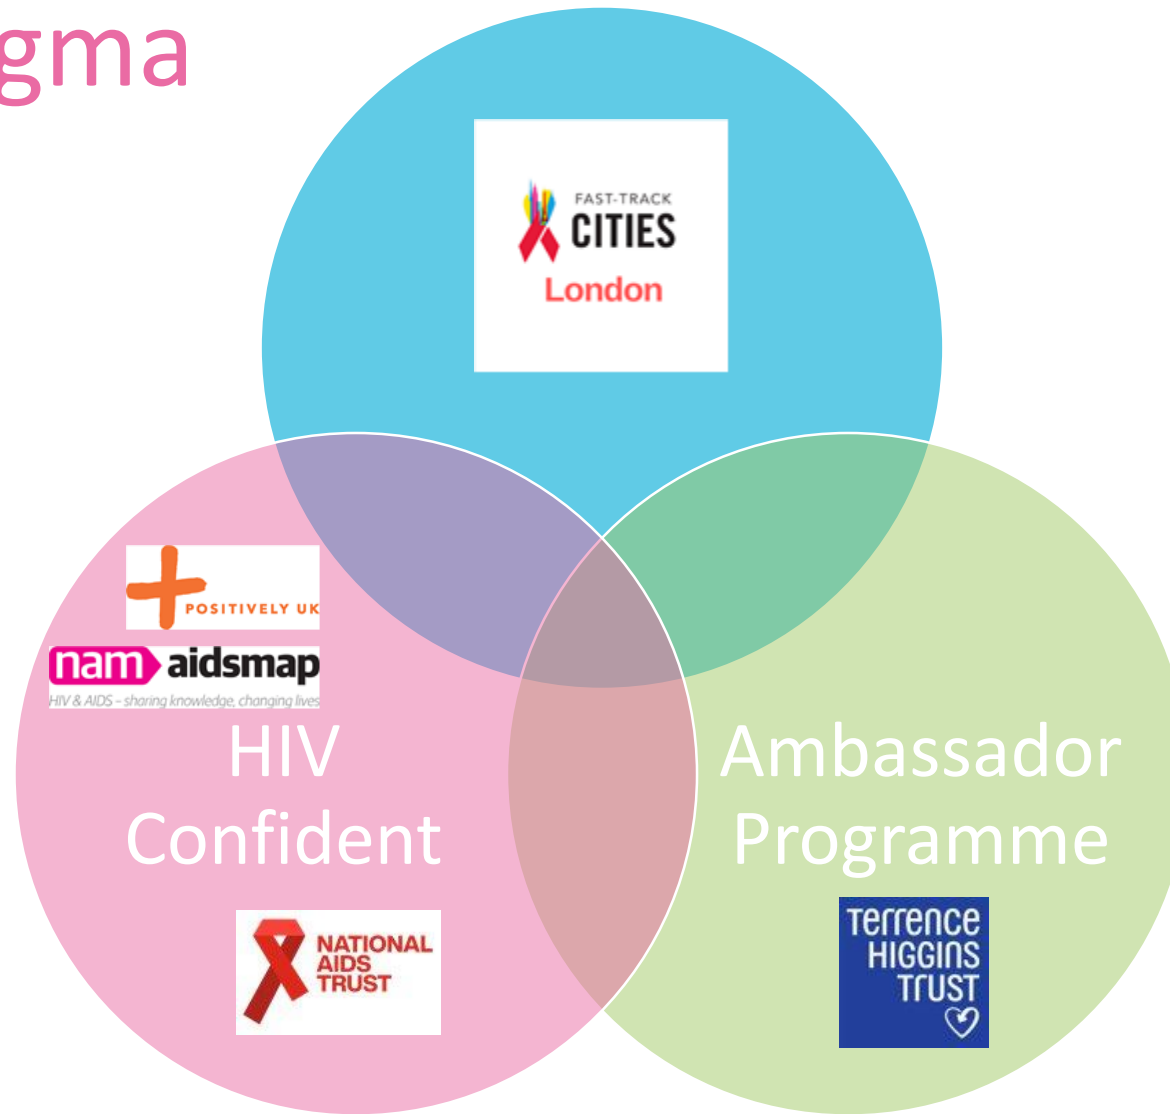 gma
FAST-TRACK
CITIES
London
POSITIVELY UK
nam aidsmap
HIV & AIDS – sharing knowledge, changing lives
HIV
Confident
NATIONAL
AIDS
TRUST
Ambassador
Programme
Terrence
HIGGINS
TrUST